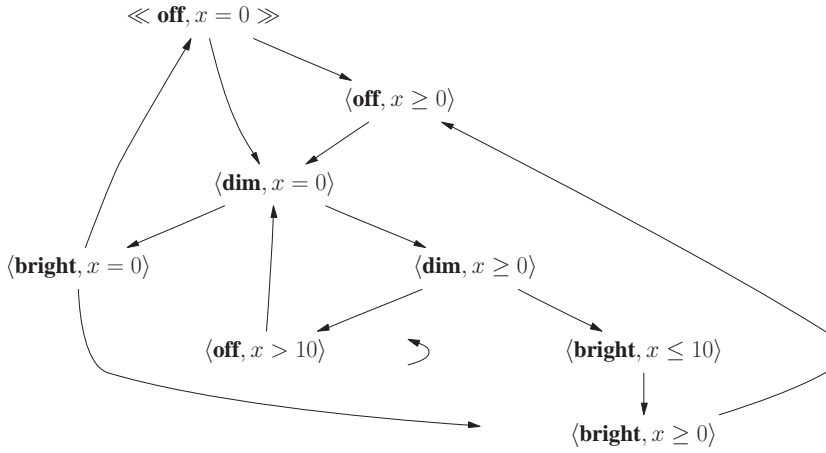 ≪ off, x = 0 ≫
⟨off, x ≥ 0⟩
⟨dim, x = 0⟩
⟨bright, x = 0⟩
⟨dim, x ≥ 0⟩
⟨off, x > 10⟩
⟨bright, x ≤ 10⟩
⟨bright, x ≥ 0⟩